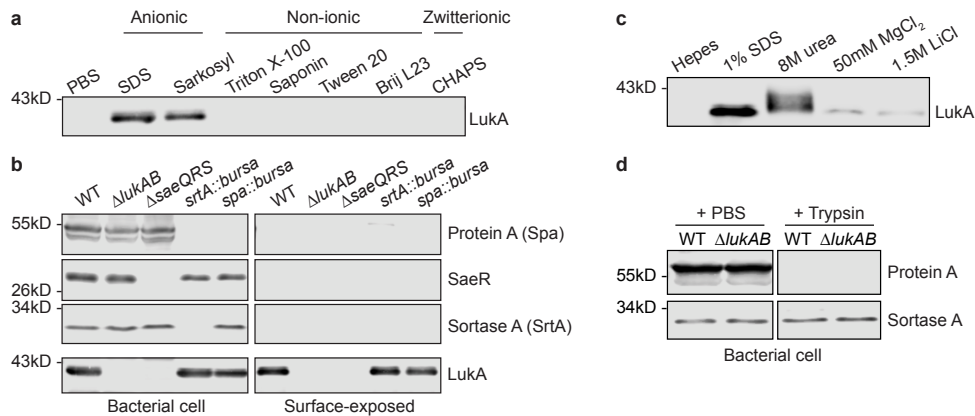 a
Anionic Non-ionic Zwitterionic
PBS SDS Sarkosyl Triton X-100 Saponin Tween 20 Brij L23 CHAPS
43kD
LukA
b
WT ΔlukAB ΔsaeQRS srtA::bursa spa::bursa WT ΔlukAB ΔsaeQRS srtA::bursa spa::bursa
55kD
Protein A (Spa)
SaeR
26kD
34kD
Sortase A (SrtA)
43kD
LukA
Bacterial cell Surface-exposed
c
Hepes 1% SDS 8M urea 50mM MgCl₂ 1.5M LiCl
43kD
LukA
d
+ PBS + Trypsin
WT ΔlukAB WT ΔlukAB
55kD
Protein A
34kD
Sortase A
Bacterial cell